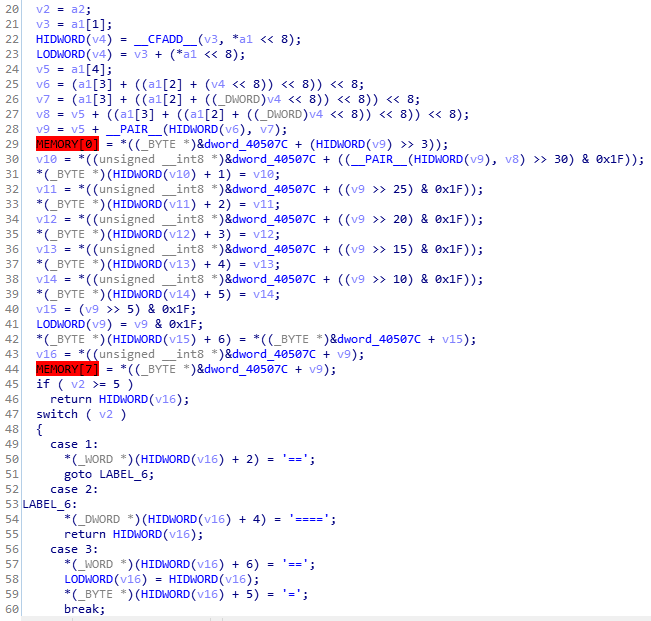 20 v2 = a2;
21 v3 = a1[1];
22 HIDWORD(v4) = __CFADD__(v3, *a1 << 8);
23 LODWORD(v4) = v3 + (*a1 << 8);
24 v5 = a1[4];
25 v6 = (a1[3] + ((a1[2] + (v4 << 8)) << 8)) << 8;
26 v7 = (a1[3] + ((a1[2] + ((_DWORD)v4 << 8)) << 8)) << 8;
27 v8 = v5 + ((a1[3] + ((a1[2] + ((_DWORD)v4 << 8)) << 8)) << 8);
28 v9 = v5 + __PAIR__(HIDWORD(v6), v7);
29 MEMORY[0] = *((_BYTE *)&dword_40507C + (HIDWORD(v9) >> 3));
30 v10 = *((unsigned __int8 *)&dword_40507C + ((__PAIR__(HIDWORD(v9), v8) >> 30) & 0x1F));
31 *(_BYTE *)(HIDWORD(v10) + 1) = v10;
32 v11 = *((unsigned __int8 *)&dword_40507C + ((v9 >> 25) & 0x1F));
33 *(_BYTE *)(HIDWORD(v11) + 2) = v11;
34 v12 = *((unsigned __int8 *)&dword_40507C + ((v9 >> 20) & 0x1F));
35 *(_BYTE *)(HIDWORD(v12) + 3) = v12;
36 v13 = *((unsigned __int8 *)&dword_40507C + ((v9 >> 15) & 0x1F));
37 *(_BYTE *)(HIDWORD(v13) + 4) = v13;
38 v14 = *((unsigned __int8 *)&dword_40507C + ((v9 >> 10) & 0x1F));
39 *(_BYTE *)(HIDWORD(v14) + 5) = v14;
40 v15 = (v9 >> 5) & 0x1F;
41 LODWORD(v9) = v9 & 0x1F;
42 *(_BYTE *)(HIDWORD(v15) + 6) = *((_BYTE *)&dword_40507C + v15);
43 v16 = *((unsigned __int8 *)&dword_40507C + v9);
44 MEMORY[7] = *((_BYTE *)&dword_40507C + v9);
45 if ( v2 >= 5 )
46 return HIDWORD(v16);
47 switch ( v2 )
48 {
49 case 1:
50 *(_WORD *)(HIDWORD(v16) + 2) = '==';
51 goto LABEL_6;
52 case 2:
53 LABEL_6:
54 *(_DWORD *)(HIDWORD(v16) + 4) = '====';
55 return HIDWORD(v16);
56 case 3:
57 *(_WORD *)(HIDWORD(v16) + 6) = '==';
58 LODWORD(v16) = HIDWORD(v16);
59 *(_BYTE *)(HIDWORD(v16) + 5) = '=';
60 break;